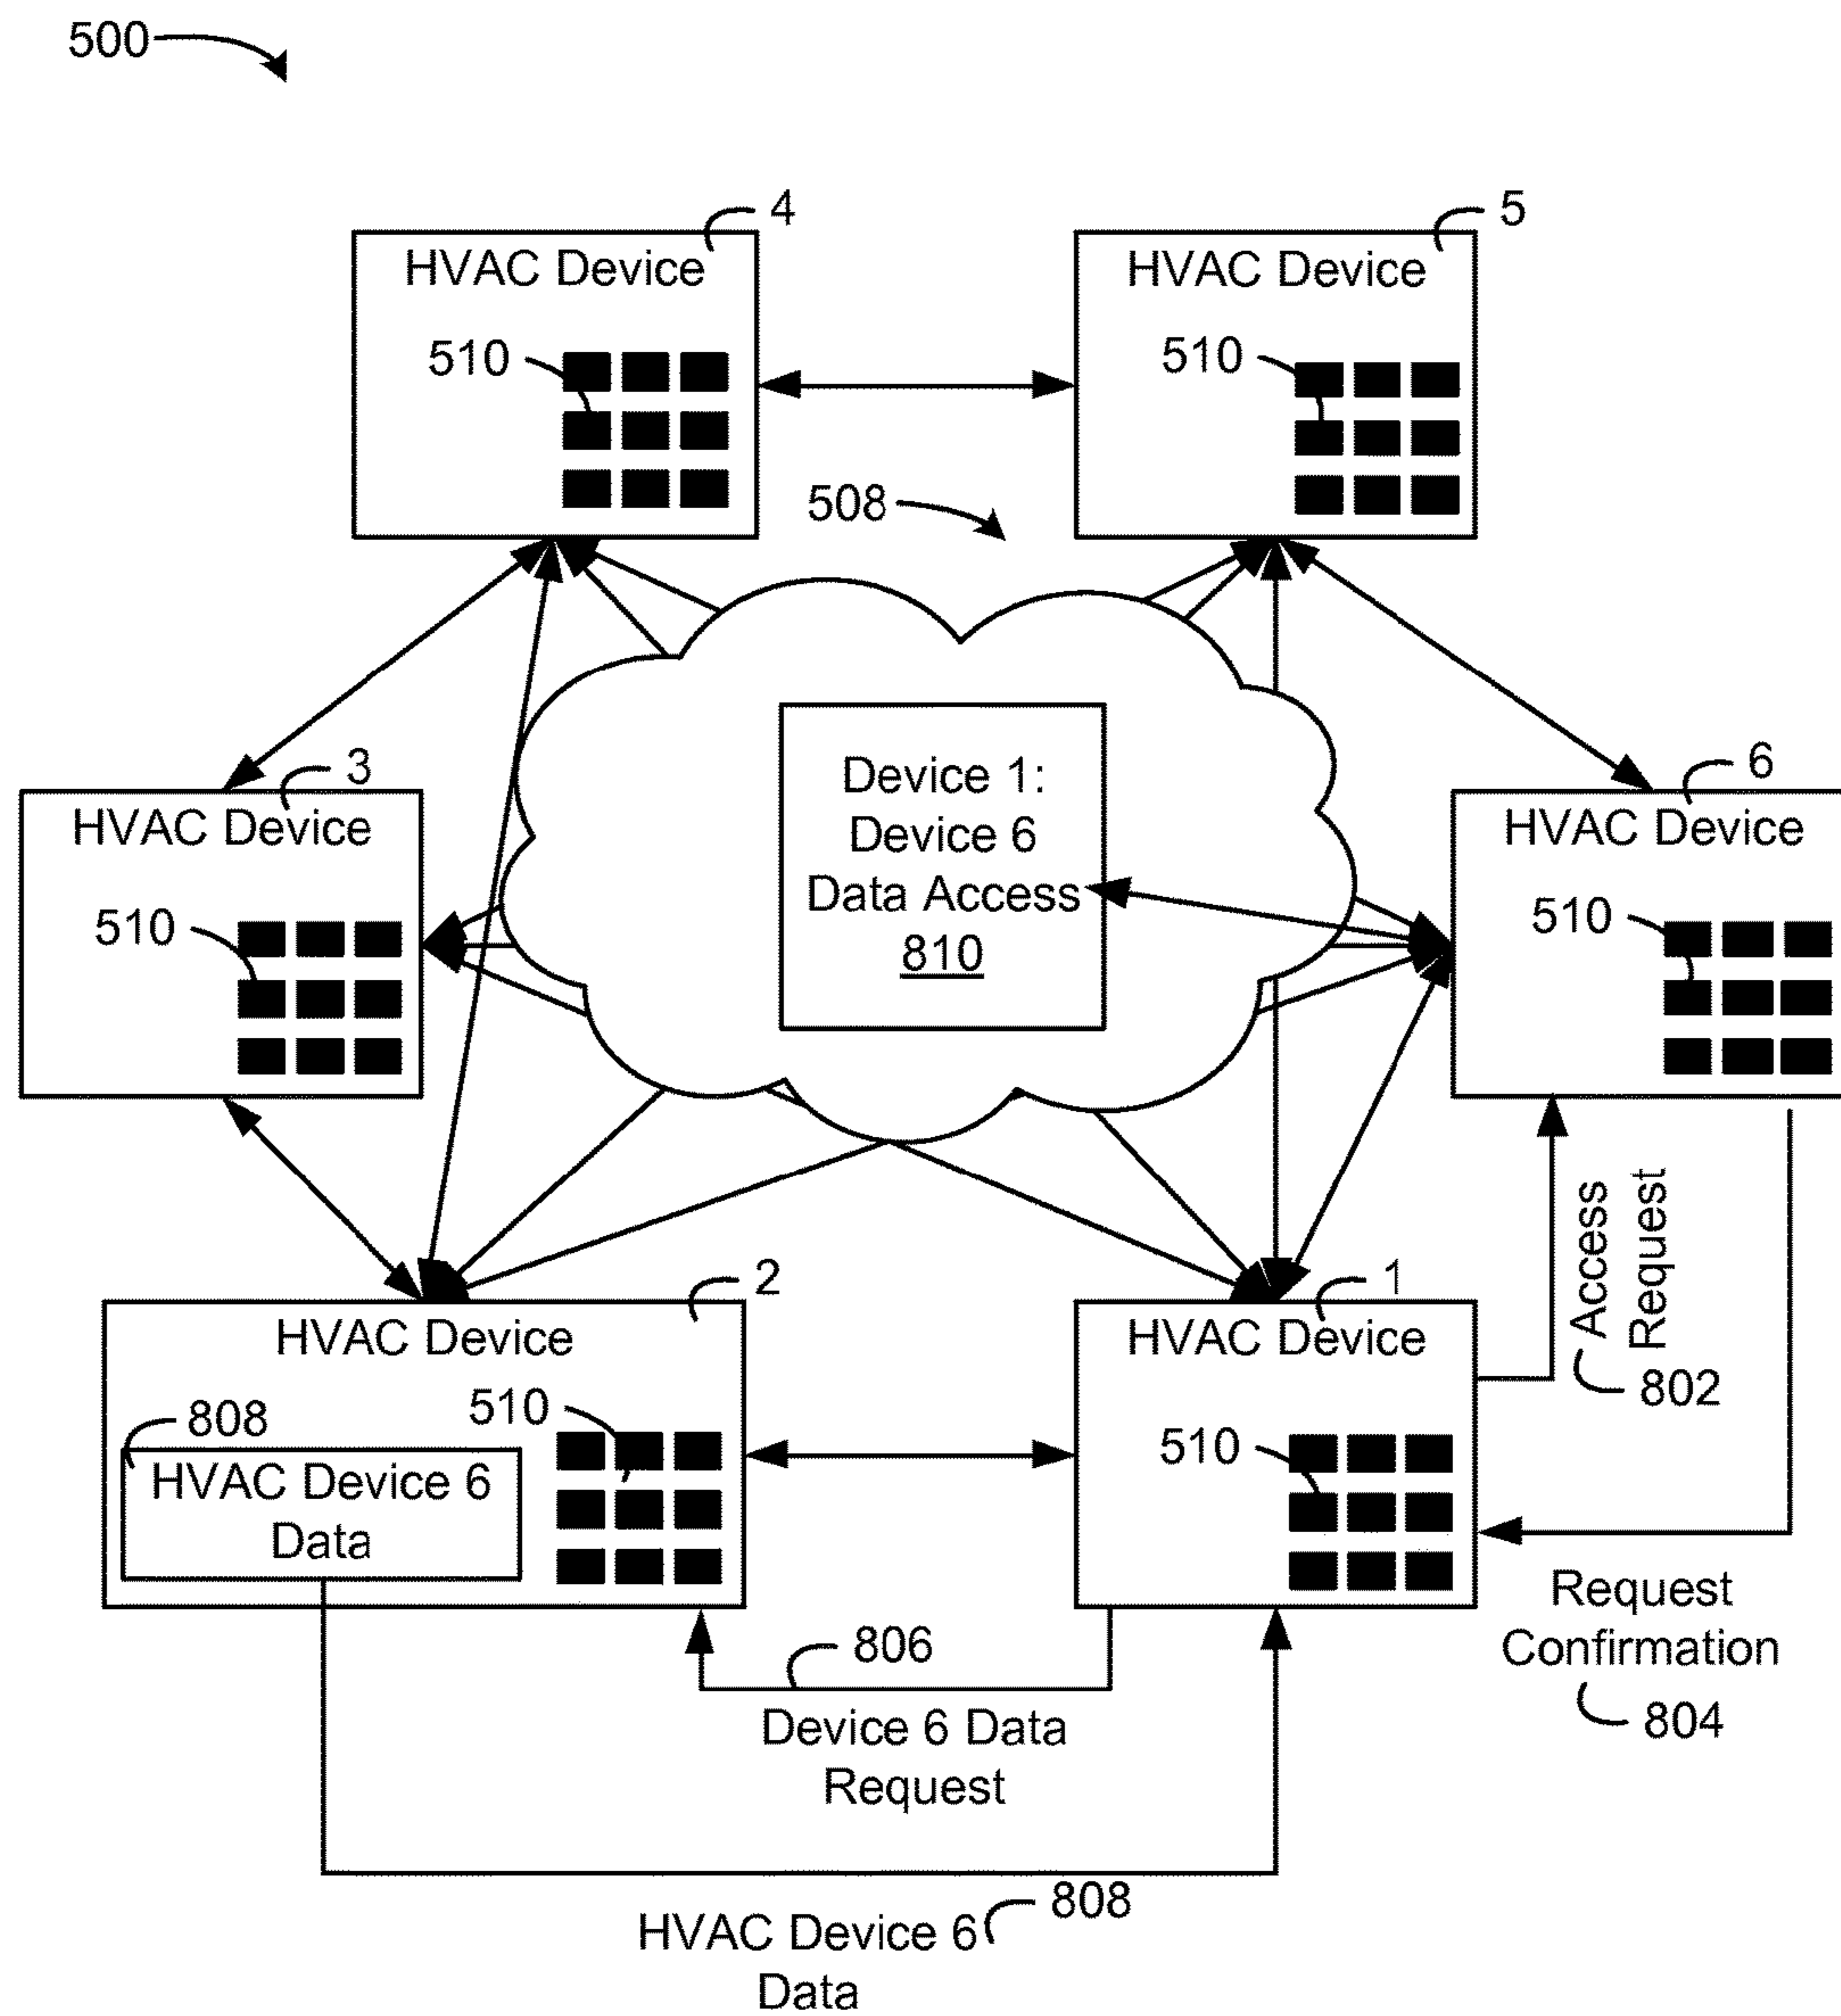 500
4
HVAC Device
510
5
HVAC Device
510
508
3
HVAC Device
510
Device 1:
Device 6
Data Access
810
6
HVAC Device
510
2
HVAC Device
808
HVAC Device 6
Data
510
1
HVAC Device
510
Access
Request
802
Request
Confirmation
804
806
Device 6 Data
Request
808
HVAC Device 6
Data